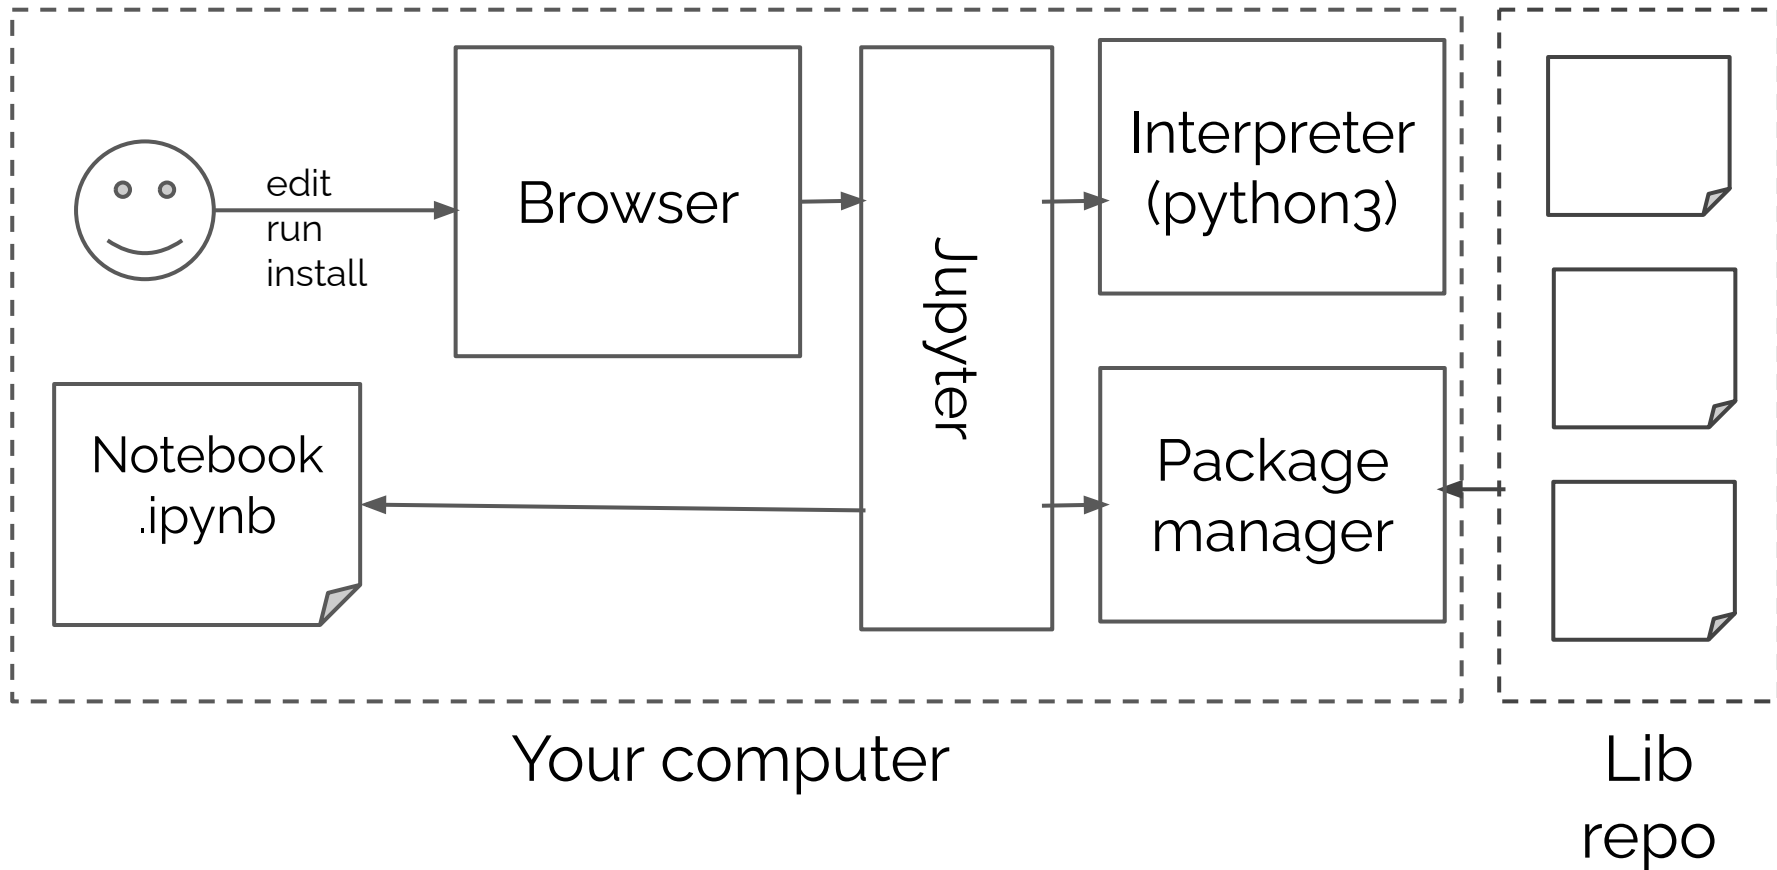 edit
run
install
Browser
Jupyter
Interpreter
(python3)
Notebook
.ipynb
Package
manager
Your computer
Lib
repo